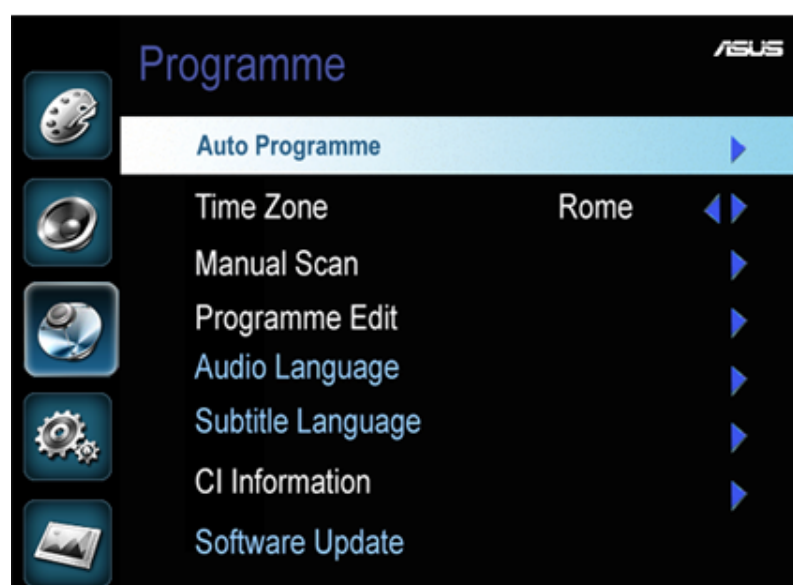 Programme
ASUS
Auto Programme
Time Zone Rome
Manual Scan
Programme Edit
Audio Language
Subtitle Language
CI Information
Software Update